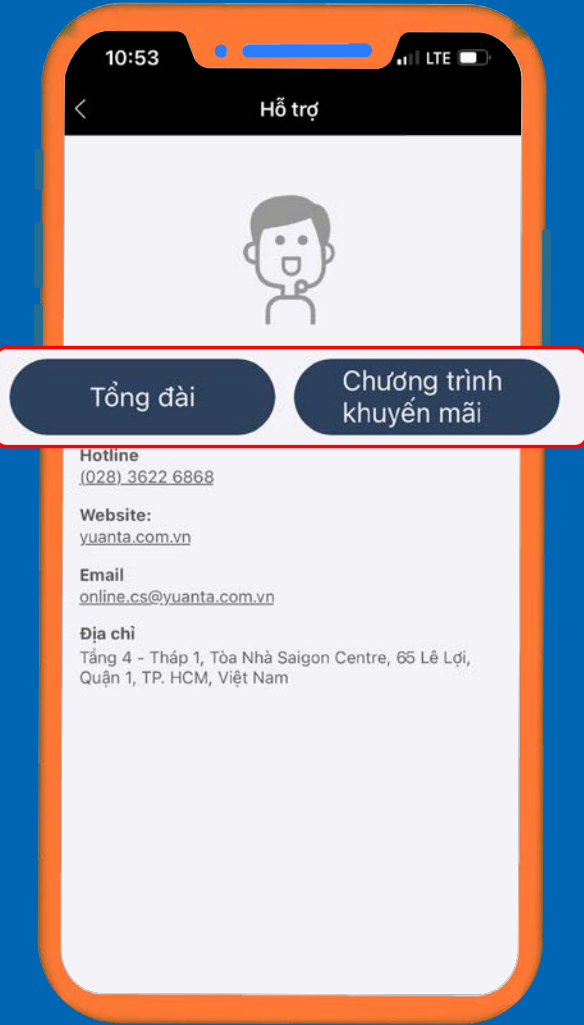 10:53
LTE
Hỗ trợ
Tổng đài
Chương trình
khuyến mãi
Hotline
(028) 3622 6868
Website:
yuanta.com.vn
Email
online.cs@yuanta.com.vn
Địa chỉ
Tầng 4 - Tháp 1, Tòa Nhà Saigon Centre, 65 Lê Lợi,
Quận 1, TP. HCM, Việt Nam